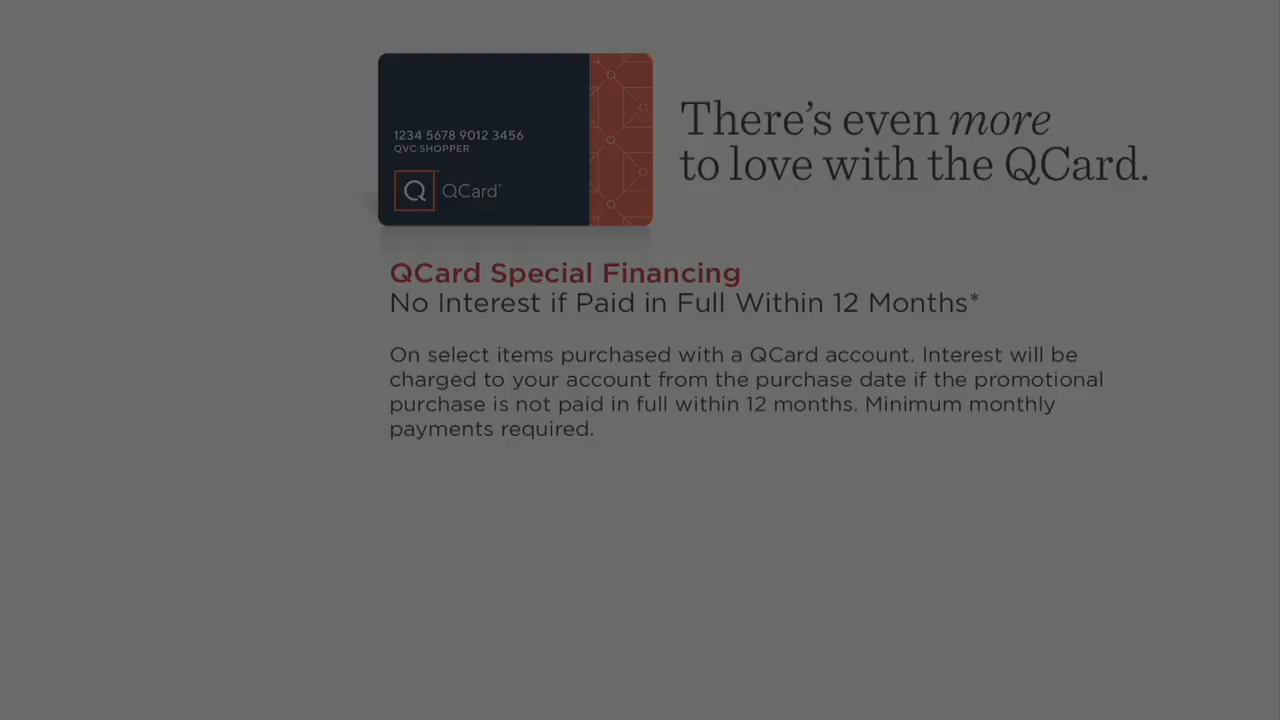 There's even more
to love with the QCard.
1234 5678 9012 3456
QVC SHOPPER
Q QCard
QCard Special Financing
No Interest if Paid in Full Within 12 Months*
On select items purchased with a QCard account. Interest will be
charged to your account from the purchase date if the promotional
purchase is not paid in full within 12 months. Minimum monthly
payments required.